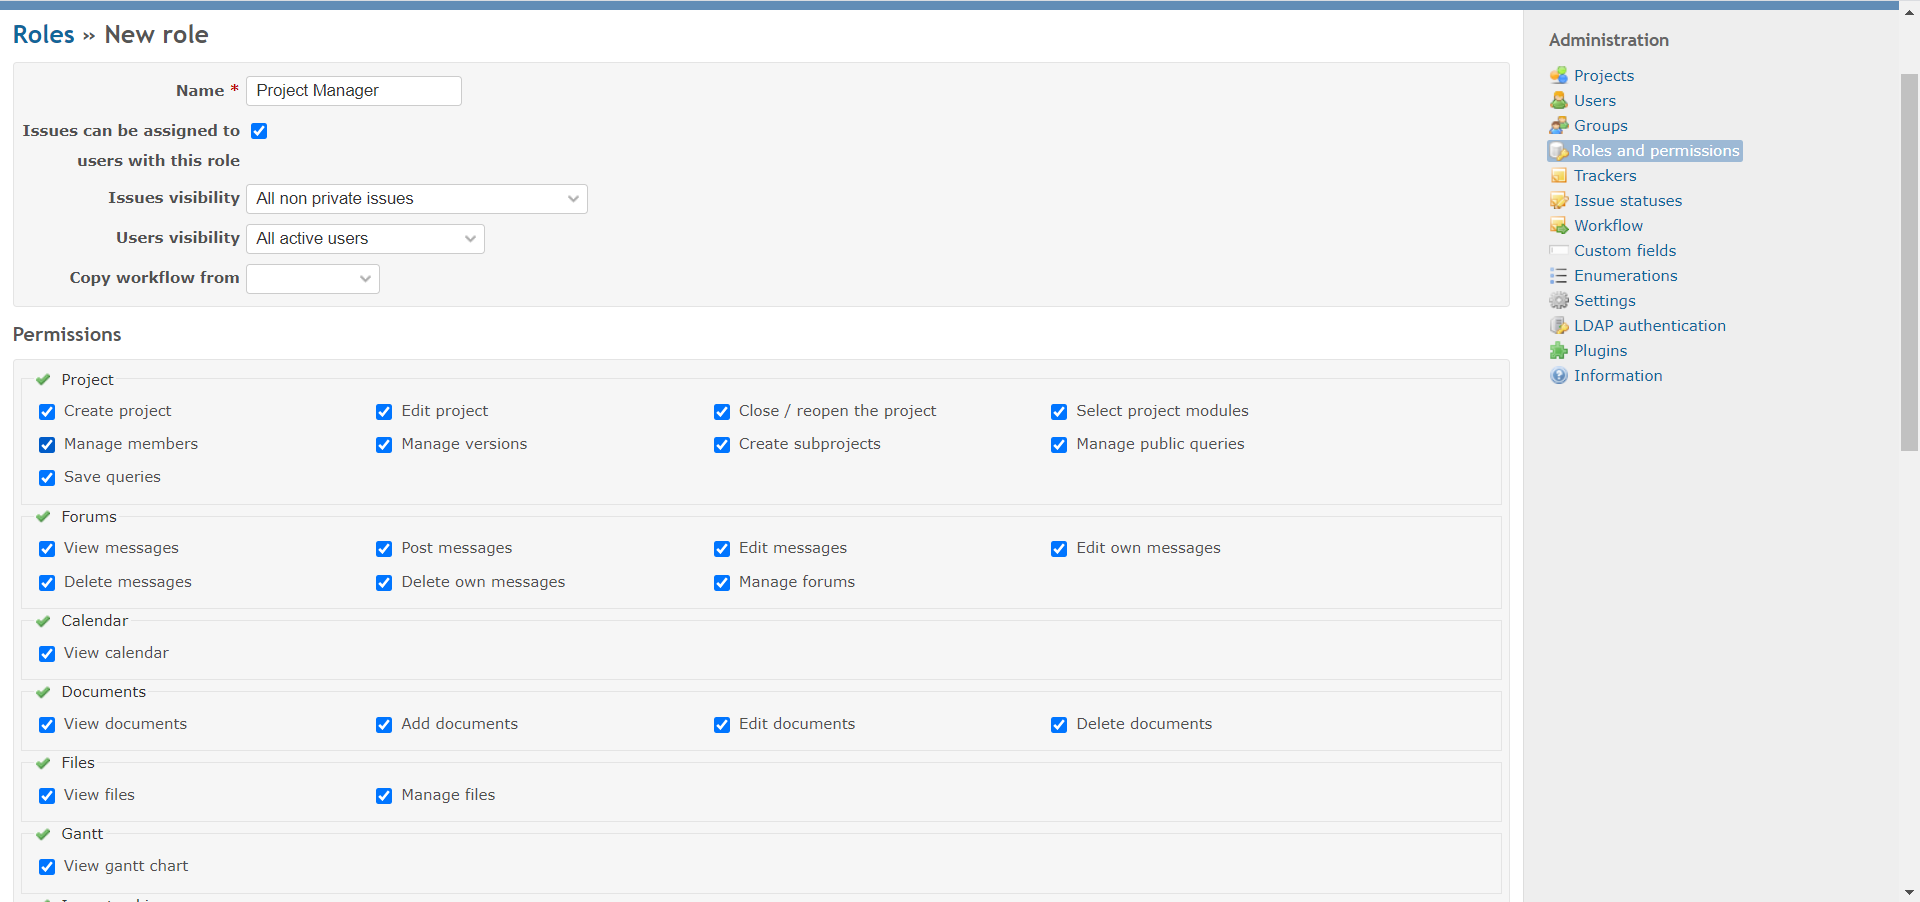 Roles » New role
Name *
Project Manager
Issues can be assigned to
users with this role
Issues visibility
All non private issues
Users visibility
All active users
Copy workflow from
Permissions
Project
Create project
Edit project
Close / reopen the project
Select project modules
Manage members
Manage versions
Create subprojects
Manage public queries
Save queries
Forums
View messages
Post messages
Edit messages
Edit own messages
Delete messages
Delete own messages
Manage forums
Calendar
View calendar
Documents
View documents
Add documents
Edit documents
Delete documents
Files
View files
Manage files
Gantt
View gantt chart
Administration
Projects
Users
Groups
Roles and permissions
Trackers
Issue statuses
Workflow
Custom fields
Enumerations
Settings
LDAP authentication
Plugins
Information